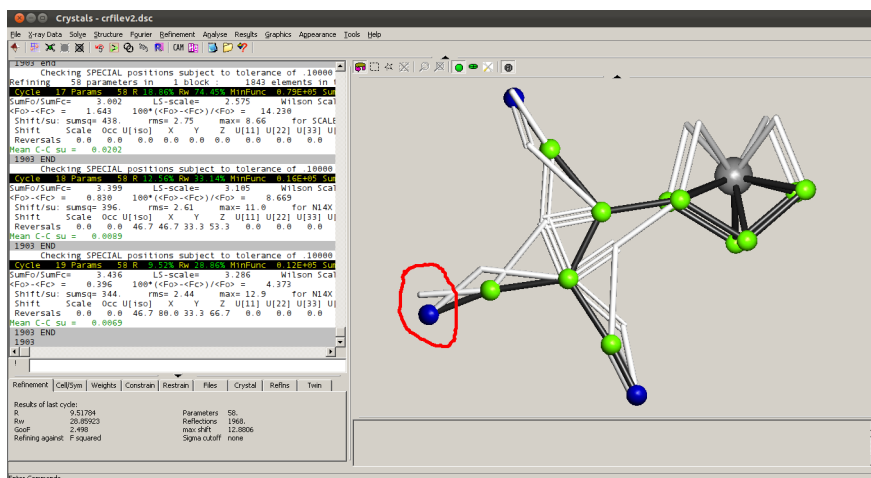 Crystals - crfilev2.dsc
File X-ray Data Solve Structure Fourier Refinement Analyse Results Graphics Appearance Tools Help
1903 end
Checking SPECIAL positions subject to tolerance of .10000
Refining 58 parameters in 1 block : 1843 elements in
Cycle 17 Params 58 R 18.86% Rw 74.45% MinFunc 0.79E+05 Sum
SumFo/SumFc= 3.002 LS-scale= 2.575 Wilson Scal
<Fo>-<Fc> = 1.643 100*(<Fo>-<Fc>)/<Fo> = 14.230
Shift/su: sumsq= 438. rms= 2.75 max= 8.66 for SCALE
Shift Scale Occ U[iso] X Y Z U[11] U[22] U[33] U[
Reversals 0.0 0.0 0.0 0.0 0.0 0.0 0.0 0.0 0.0
Mean C-C su = 0.0202
1903 END
Checking SPECIAL positions subject to tolerance of .10000
Cycle 18 Params 58 R 12.56% Rw 33.14% MinFunc 0.16E+05 Sum
SumFo/SumFc= 3.399 LS-scale= 3.105 Wilson Scal
<Fo>-<Fc> = 0.830 100*(<Fo>-<Fc>)/<Fo> = 8.669
Shift/su: sumsq= 396. rms= 2.61 max= 11.0 for N14X
Shift Scale Occ U[iso] X Y Z U[11] U[22] U[33] U[
Reversals 0.0 0.0 46.7 46.7 33.3 53.3 0.0 0.0 0.0
Mean C-C su = 0.0089
1903 END
Checking SPECIAL positions subject to tolerance of .10000
Cycle 19 Params 58 R 9.52% Rw 28.86% MinFunc 0.12E+05 Sum
SumFo/SumFc= 3.436 LS-scale= 3.286 Wilson Scal
<Fo>-<Fc> = 0.396 100*(<Fo>-<Fc>)/<Fo> = 4.373
Shift/su: sumsq= 344. rms= 2.44 max= 12.9 for N14X
Shift Scale Occ U[iso] X Y Z U[11] U[22] U[33] U[
Reversals 0.0 0.0 46.7 80.0 33.3 66.7 0.0 0.0 0.0
Mean C-C su = 0.0069
1903 END
1903
!
Refinement Cell/Sym Weights Constrain Restrain Files Crystal Reflns Twin
Results of last cycle:
R 9.51784 Parameters 58.
Rw 28.85923 Reflections 1968.
GooF 2.498 max shift 12.8806
Refining against F squared Sigma cutoff none